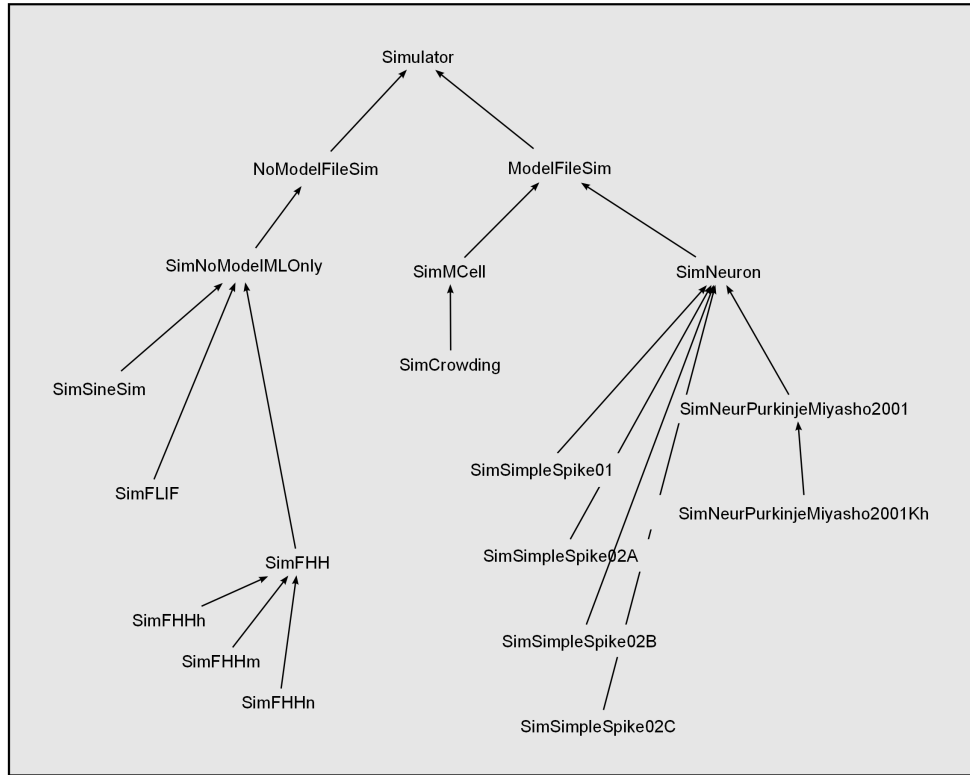 Simulator
NoModelFileSim
ModelFileSim
SimNoModelMLOnly
SimMCell
SimNeuron
SimCrowding
SimSineSim
SimNeurPurkinjeMiyasho2001
SimSimpleSpike01
SimFLIF
SimNeurPurkinjeMiyasho2001Kh
SimSimpleSpike02A
SimFHH
SimFHHh
SimSimpleSpike02B
SimFHHm
SimFHHn
SimSimpleSpike02C